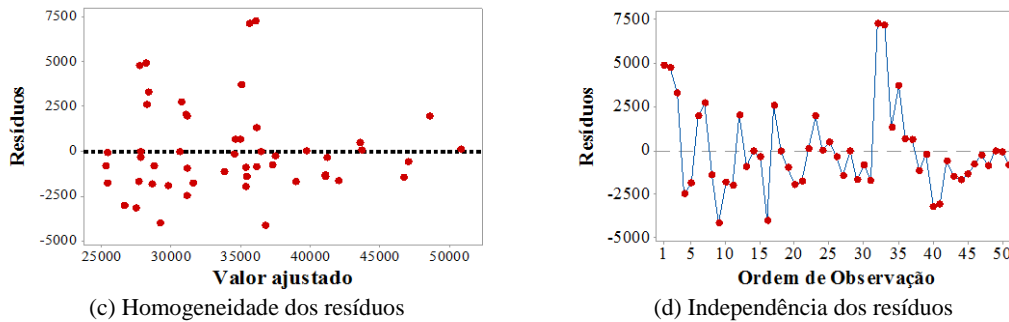 7500
5000
2500
0
-2500
-5000
Resíduos
25000 30000 35000 40000 45000 50000
Valor ajustado
(c) Homogeneidade dos resíduos
7500
5000
2500
0
-2500
-5000
Resíduos
1 5 10 15 20 25 30 35 40 45 50
Ordem de Observação
(d) Independência dos resíduos